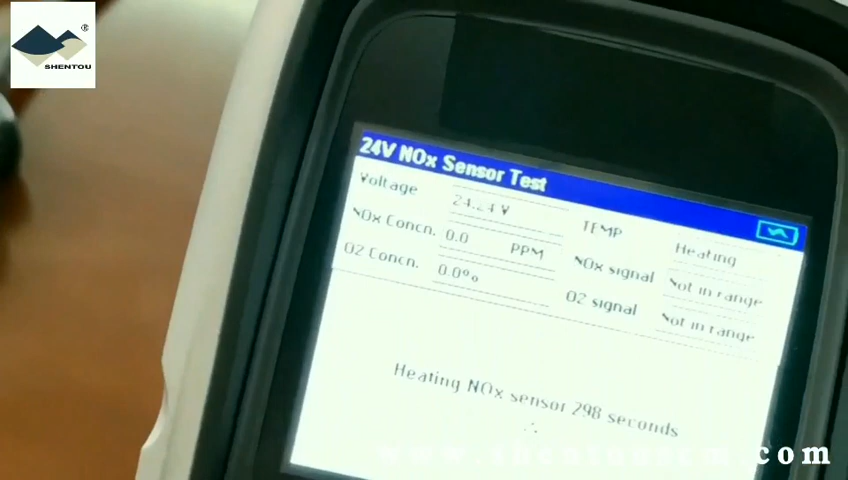 SHENTOU®
24V NOx Sensor Test
Voltage 24.24 V TEMP Heating
NOx Concn. 0.0 PPM NOx signal Not in range
O2 Concn. 0.0% O2 signal Not in range
Heating NOx sensor 298 seconds
.com